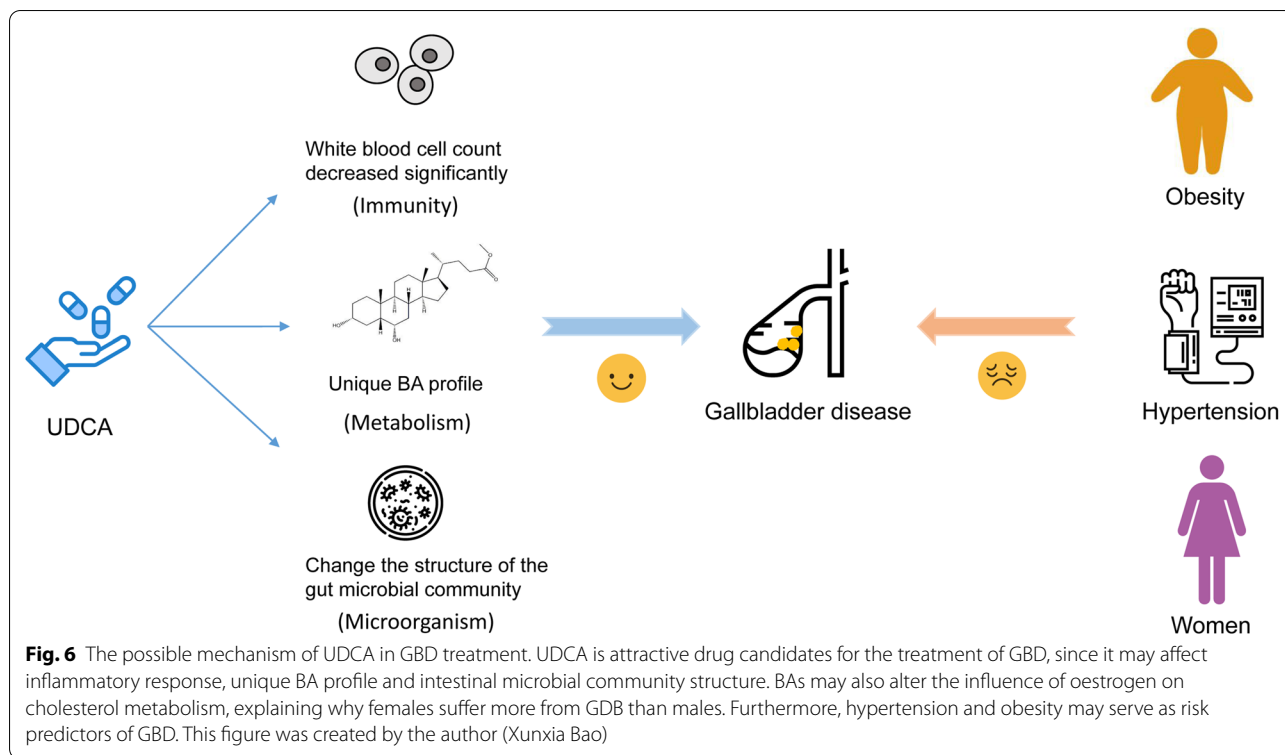 White blood cell count
decreased significantly
(Immunity)
UDCA
O
O
H
H
H
H
HO
H
OH
Unique BA profile
(Metabolism)
Change the structure of the
gut microbial community
(Microorganism)
Gallbladder disease
Obesity
Hypertension
Women
Fig. 6 The possible mechanism of UDCA in GBD treatment. UDCA is attractive drug candidates for the treatment of GBD, since it may affect
inflammatory response, unique BA profile and intestinal microbial community structure. BAs may also alter the influence of oestrogen on
cholesterol metabolism, explaining why females suffer more from GDB than males. Furthermore, hypertension and obesity may serve as risk
predictors of GBD. This figure was created by the author (Xunxia Bao)